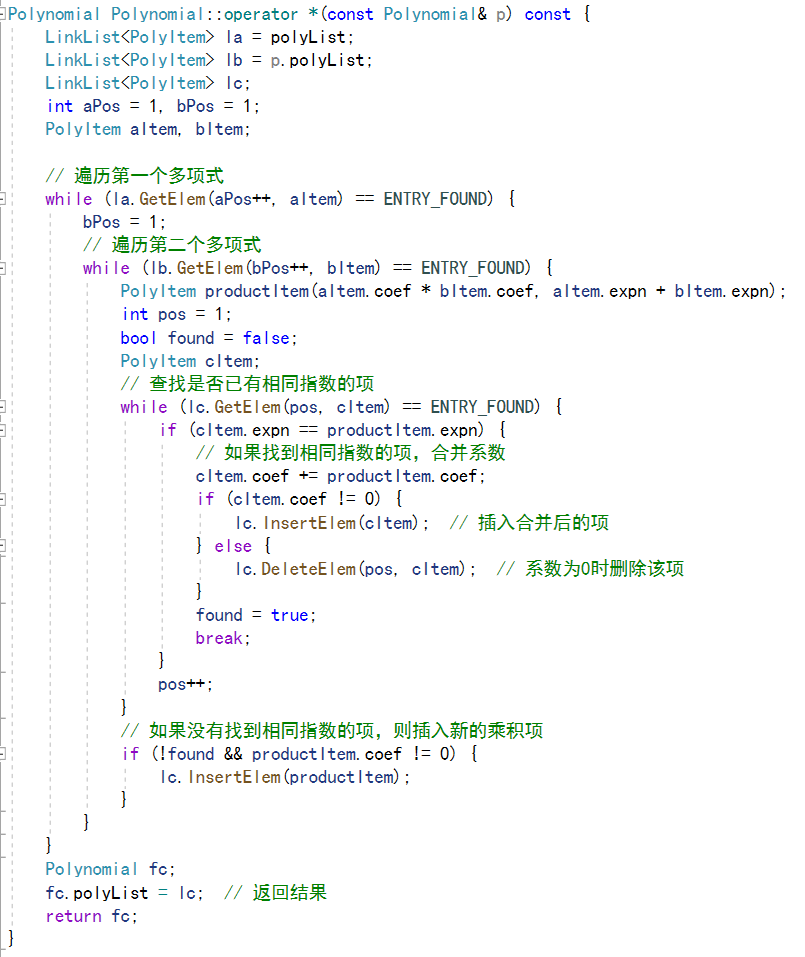 Polynomial Polynomial::operator *(const Polynomial& p) const {
    LinkList<PolyItem> la = polyList;
    LinkList<PolyItem> lb = p.polyList;
    LinkList<PolyItem> lc;
    int aPos = 1, bPos = 1;
    PolyItem aItem, bItem;

    // 遍历第一个多项式
    while (la.GetElem(aPos++, aItem) == ENTRY_FOUND) {
        bPos = 1;
        // 遍历第二个多项式
        while (lb.GetElem(bPos++, bItem) == ENTRY_FOUND) {
            PolyItem productItem(aItem.coef * bItem.coef, aItem.expn + bItem.expn);
            int pos = 1;
            bool found = false;
            PolyItem cItem;
            // 查找是否已有相同指数的项
            while (lc.GetElem(pos, cItem) == ENTRY_FOUND) {
                if (cItem.expn == productItem.expn) {
                    // 如果找到相同指数的项，合并系数
                    cItem.coef += productItem.coef;
                    if (cItem.coef != 0) {
                        lc.InsertElem(cItem);  // 插入合并后的项
                    } else {
                        lc.DeleteElem(pos, cItem);  // 系数为0时删除该项
                    }
                    found = true;
                    break;
                }
                pos++;
            }
            // 如果没有找到相同指数的项，则插入新的乘积项
            if (!found && productItem.coef != 0) {
                lc.InsertElem(productItem);
            }
        }
    }
    Polynomial fc;
    fc.polyList = lc;  // 返回结果
    return fc;
}